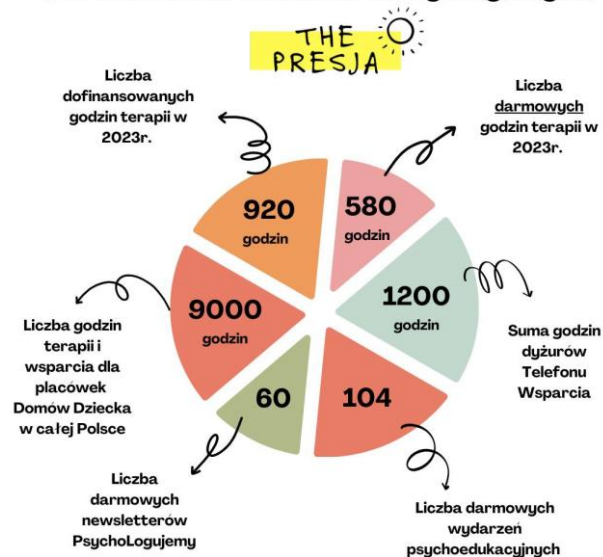 THE
PRESJA
Liczba
dofinansowanych
godzin terapii w
2023r.
Liczba
darmowych
godzin terapii w
2023r.
920
godzin
580
godzin
9000
godzin
1200
godzin
60
104
Liczba godzin
terapii i
wsparcia dla
placówek
Domów Dziecka
w całej Polsce
Suma godzin
dyżurów
Telefonu
Wsparcia
Liczba
darmowych
newsletterów
PsychoLogujemy
Liczba darmowych
wydarzeń
psychoedukacyjnych